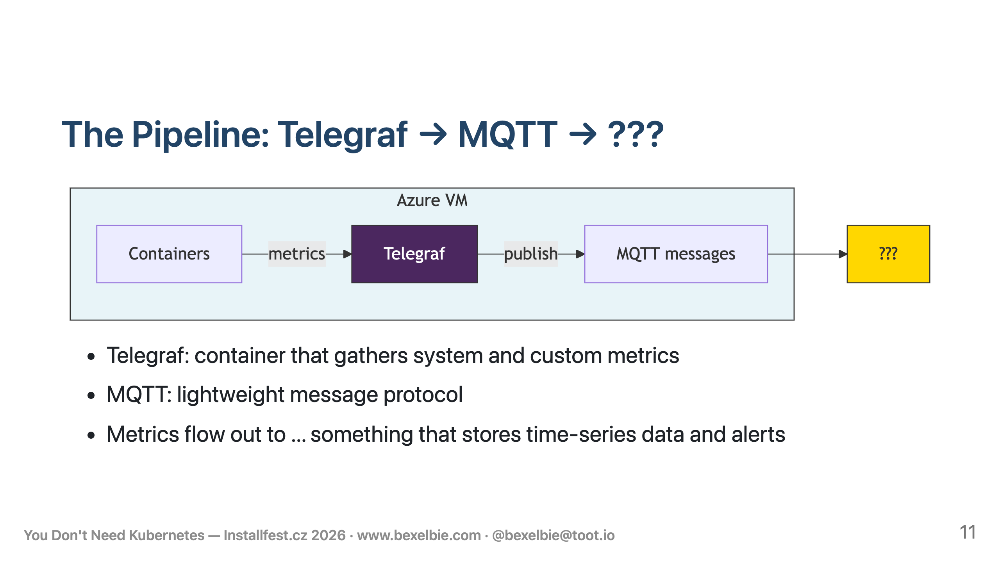 The Pipeline: Telegraf → MQTT → ???
Azure VM
Containers
metrics
Telegraf
publish
MQTT messages
???
• Telegraf: container that gathers system and custom metrics
• MQTT: lightweight message protocol
• Metrics flow out to ... something that stores time-series data and alerts
You Don't Need Kubernetes — Installfest.cz 2026 · www.bexelbie.com · @bexelbie@toot.io
11